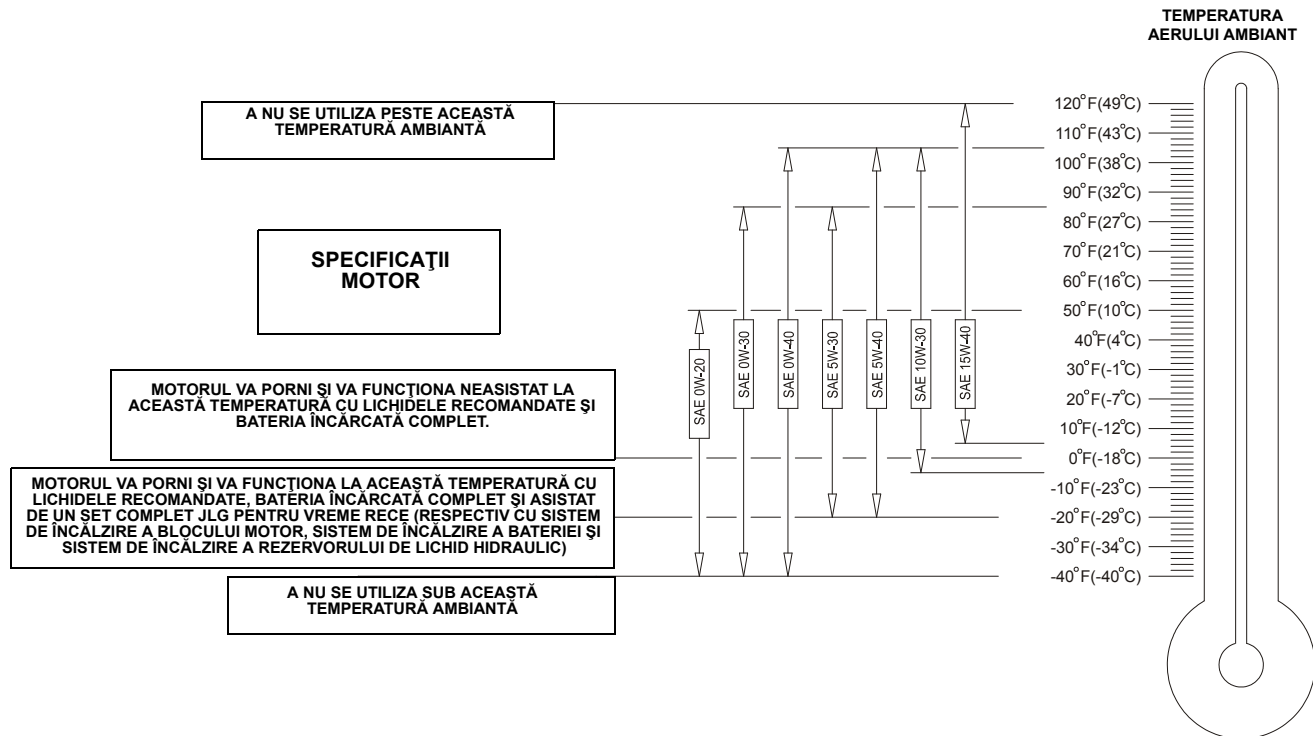 TEMPERATURA
AERULUI AMBIANT
A NU SE UTILIZA PESTE ACEASTĂ
TEMPERATURĂ AMBIANTĂ
SPECIFICAŢII
MOTOR
MOTORUL VA PORNI ŞI VA FUNCŢIONA NEASISTAT LA
ACEASTĂ TEMPERATURĂ CU LICHIDELE RECOMANDATE ŞI
BATERIA ÎNCĂRCATĂ COMPLET.
MOTORUL VA PORNI ŞI VA FUNCŢIONA LA ACEASTĂ TEMPERATURĂ CU
LICHIDELE RECOMANDATE, BATERIA ÎNCĂRCATĂ COMPLET ŞI ASISTAT
DE UN SET COMPLET JLG PENTRU VREME RECE (RESPECTIV CU SISTEM
DE ÎNCĂLZIRE A BLOCULUI MOTOR, SISTEM DE ÎNCĂLZIRE A BATERIEI ŞI
SISTEM DE ÎNCĂLZIRE A REZERVORULUI DE LICHID HIDRAULIC)
A NU SE UTILIZA SUB ACEASTĂ
TEMPERATURĂ AMBIANTĂ
SAE 0W-20
SAE 0W-30
SAE 0W-40
SAE 5W-30
SAE 5W-40
SAE 10W-30
SAE 15W-40
120°F(49°C)
110°F(43°C)
100°F(38°C)
90°F(32°C)
80°F(27°C)
70°F(21°C)
60°F(16°C)
50°F(10°C)
40°F(4°C)
30°F(-1°C)
20°F(-7°C)
10°F(-12°C)
0°F(-18°C)
-10°F(-23°C)
-20°F(-29°C)
-30°F(-34°C)
-40°F(-40°C)